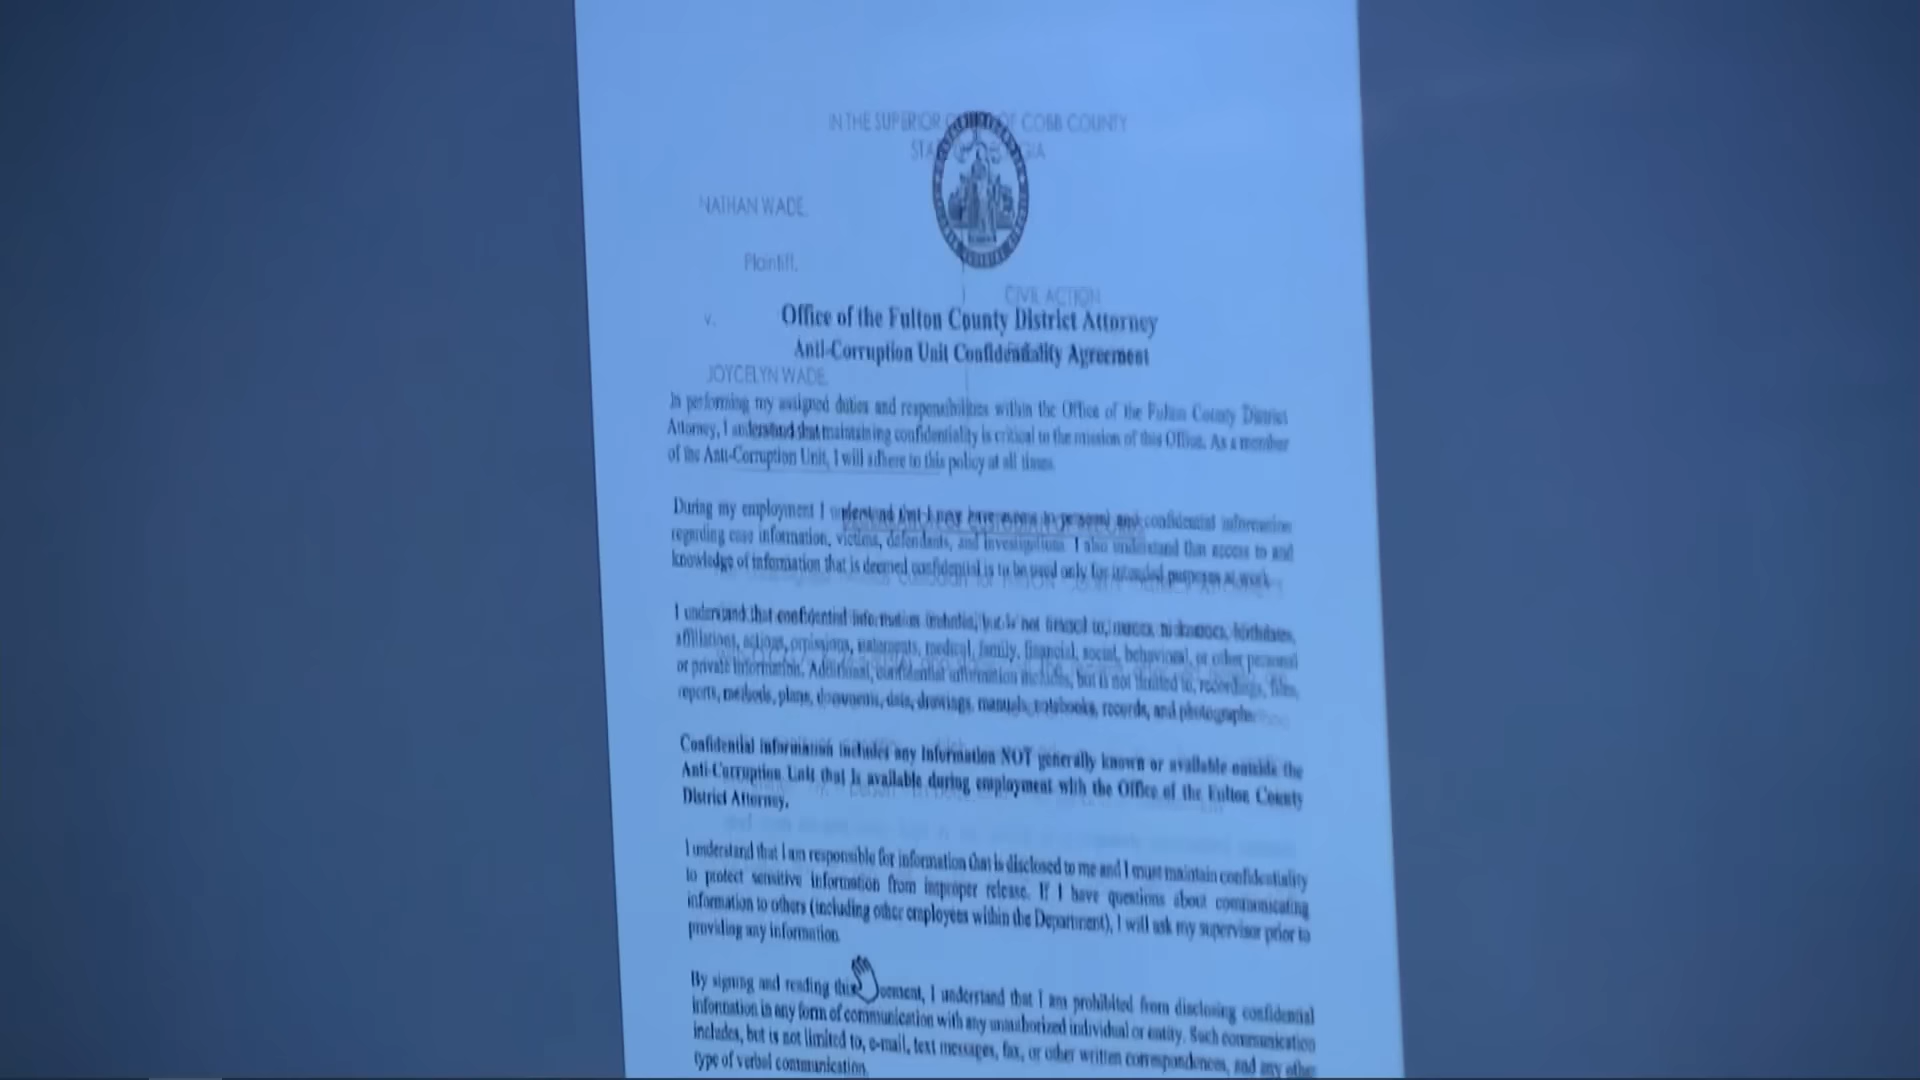 IN THE SUPERIOR OF COBB COUNTY
NATHAN WADE,
Plaintiff,
CIVIL ACTION
v.
Office of the Fulton County District Attorney
Anti-Corruption Unit Confidentiality Agreement
JOYCELYN WADE,
In performing my assigned duties and responsibilities within the Office of the Fulton County District
Attorney, I understand that maintaining confidentiality is critical to the mission of this Office. As a member
of the Anti-Corruption Unit, I will adhere to this policy at all times.
During my employment I understand that I may have access to personal and confidential information
regarding case information, victims, defendants, and investigations. I also understand that access to and
knowledge of information that is deemed confidential is to be used only for intended purposes at work.
I understand that confidential information includes, but is not limited to, names, nicknames, birthdates,
affiliations, actions, omissions, statements, medical, family, financial, social, behavioral, or other personal
or private information. Additional, confidential information includes, but is not limited to, recordings, film,
reports, methods, plans, documents, data, drawings, manuals, notebooks, records, and photographs.
Confidential information includes any information NOT generally known or available outside the
Anti-Corruption Unit that is available during employment with the Office of the Fulton County
District Attorney.
I understand that I am responsible for information that is disclosed to me and I must maintain confidentiality
to protect sensitive information from improper release. If I have questions about communicating
information to others (including other employees within the Department), I will ask my supervisor prior to
providing any information.
By signing and reading this I understand that I am prohibited from disclosing confidential
information in any form of communication with any unauthorized individual or entity. Such communication
includes, but is not limited to, e-mail, text messages, fax, or other written correspondences, and any other
type of verbal communication.